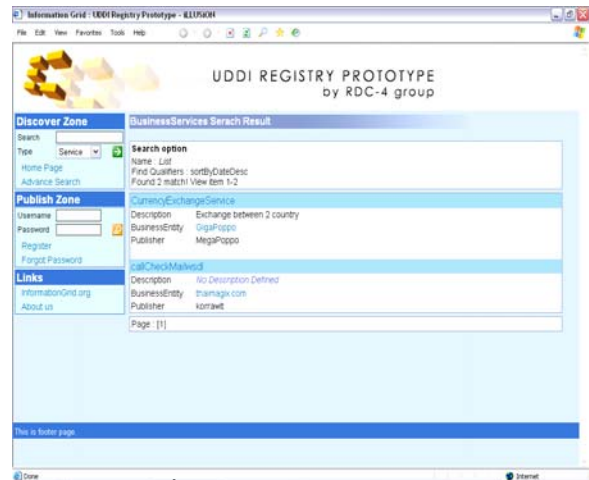 Information Grid : UDDI Registry Prototype - iLLUSiON
File Edit View Favorites Tools Help
UDDI REGISTRY PROTOTYPE
by RDC-4 group
Discover Zone
Search
Type Service
Home Page
Advance Search
Publish Zone
Username
Password
Register
Forgot Password
Links
InformationGrid.org
About us
BusinessServices Serach Result
Search option
Name : List
Find Qualifiers : sortByDateDesc
Found 2 match! View item 1-2
CurrencyExchangeService
Description Exchange between 2 country
BusinessEntity GigaPoppo
Publisher MegaPoppo
callCheckMailwsdl
Description No Description Defined
BusinessEntity thaimagix.com
Publisher korrawit
Page : [1]
This is footer page.
Done Internet